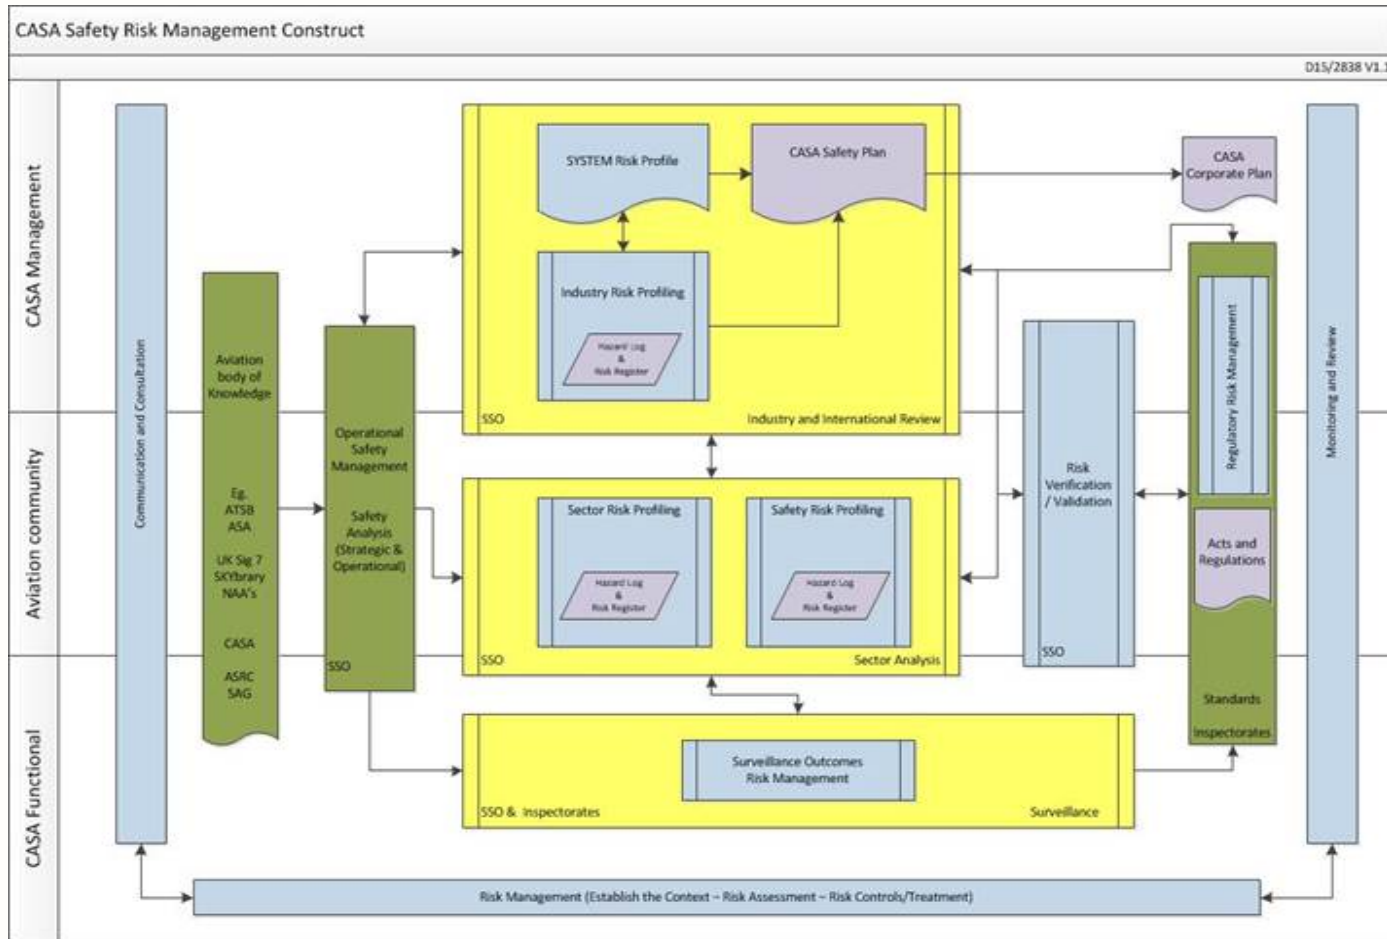 CASA Safety Risk Management Construct
D15/2838 V1.1
CASA Management
Aviation community
CASA Functional
Communication and Consultation
Aviation
body of
Knowledge
Eg.
ATSB
ASA
UK Sig 7
SKYbrary
NAA's
CASA
ASRC
SAG
Operational
Safety
Management
Safety
Analysis
(Strategic &
Operational)
SSO
SYSTEM Risk Profile
CASA Safety Plan
Industry Risk Profiling
Hazard Log
&
Risk Register
SSO
Industry and International Review
Sector Risk Profiling
Hazard Log
&
Risk Register
Safety Risk Profiling
Hazard Log
&
Risk Register
SSO
Sector Analysis
Surveillance Outcomes
Risk Management
SSO & Inspectorates
Surveillance
Risk
Verification
/ Validation
SSO
CASA
Corporate Plan
Regulatory Risk Management
Acts and
Regulations
Standards
Inspectorates
Monitoring and Review
Risk Management (Establish the Context – Risk Assessment – Risk Controls/Treatment)